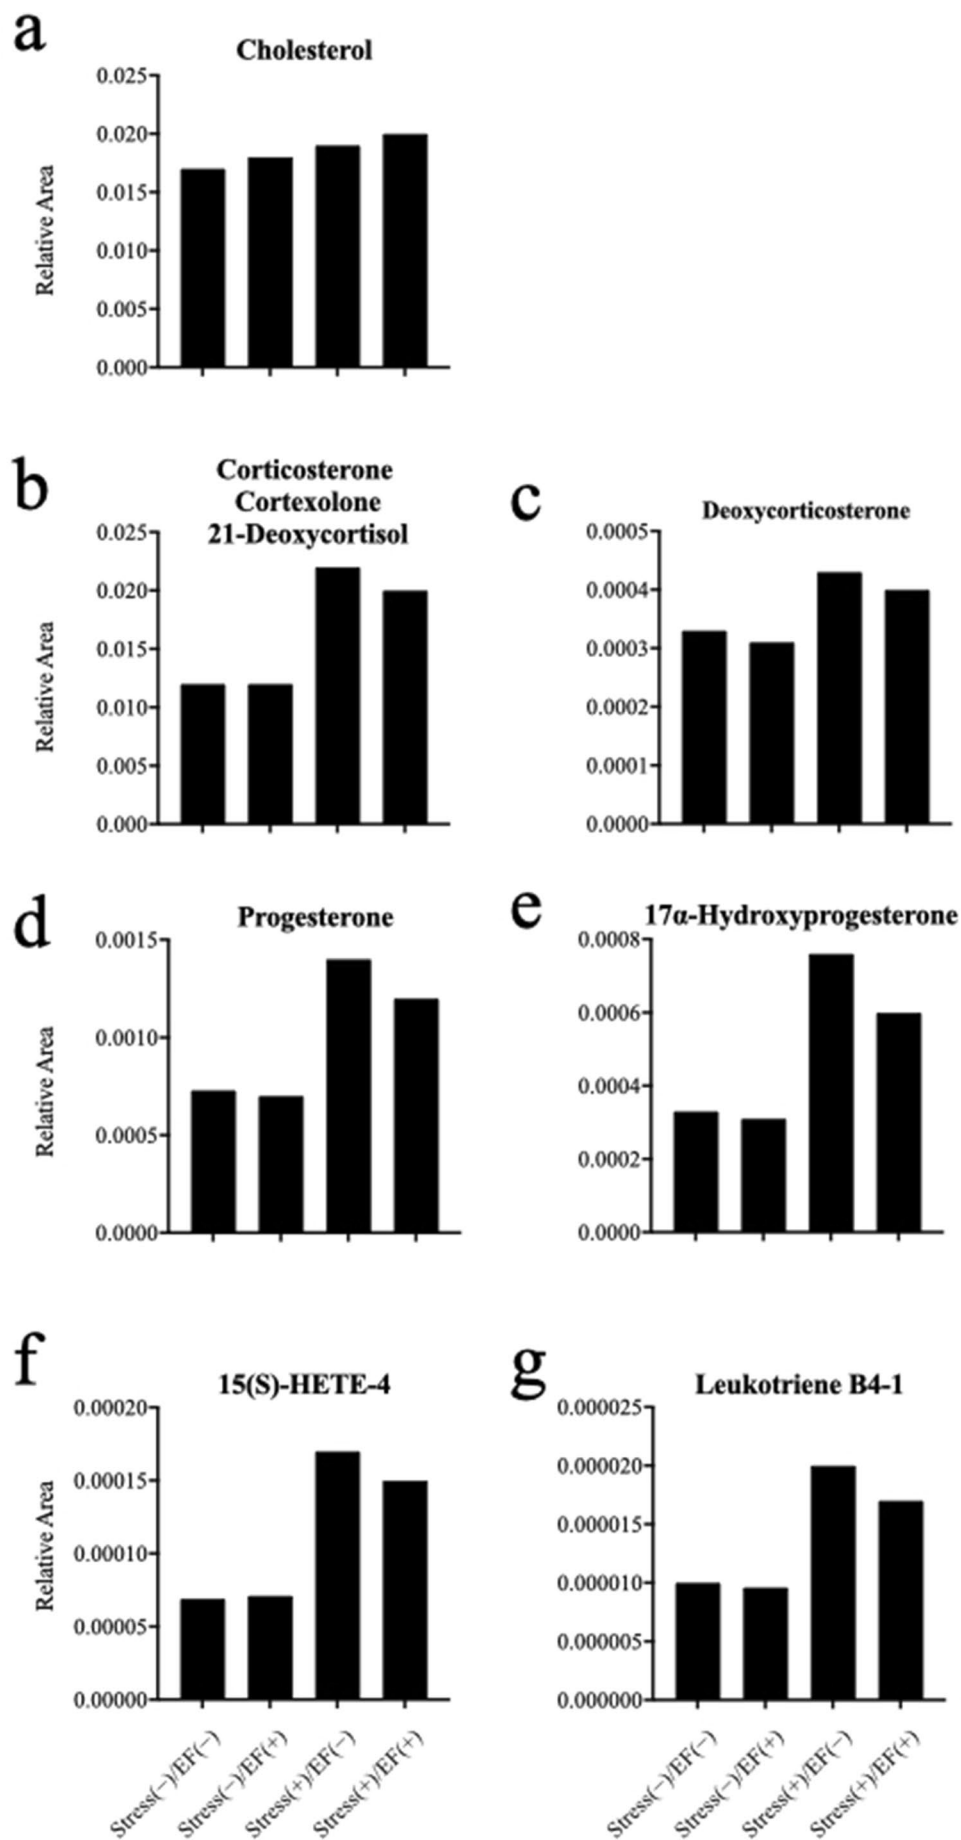 a
Cholesterol
Relative Area
0.025
0.020
0.015
0.010
0.005
0.000
b
Corticosterone
Cortexolone
21-Deoxycortisol
Relative Area
0.025
0.020
0.015
0.010
0.005
0.000
c
Deoxycorticosterone
0.0005
0.0004
0.0003
0.0002
0.0001
0.0000
d
Progesterone
Relative Area
0.0015
0.0010
0.0005
0.0000
e
17α-Hydroxyprogesterone
0.0008
0.0006
0.0004
0.0002
0.0000
f
15(S)-HETE-4
Relative Area
0.00020
0.00015
0.00010
0.00005
0.00000
Stress(−)/EF(−)
Stress(−)/EF(+)
Stress(+)/EF(−)
Stress(+)/EF(+)
g
Leukotriene B4-1
0.000025
0.000020
0.000015
0.000010
0.000005
0.000000
Stress(−)/EF(−)
Stress(−)/EF(+)
Stress(+)/EF(−)
Stress(+)/EF(+)